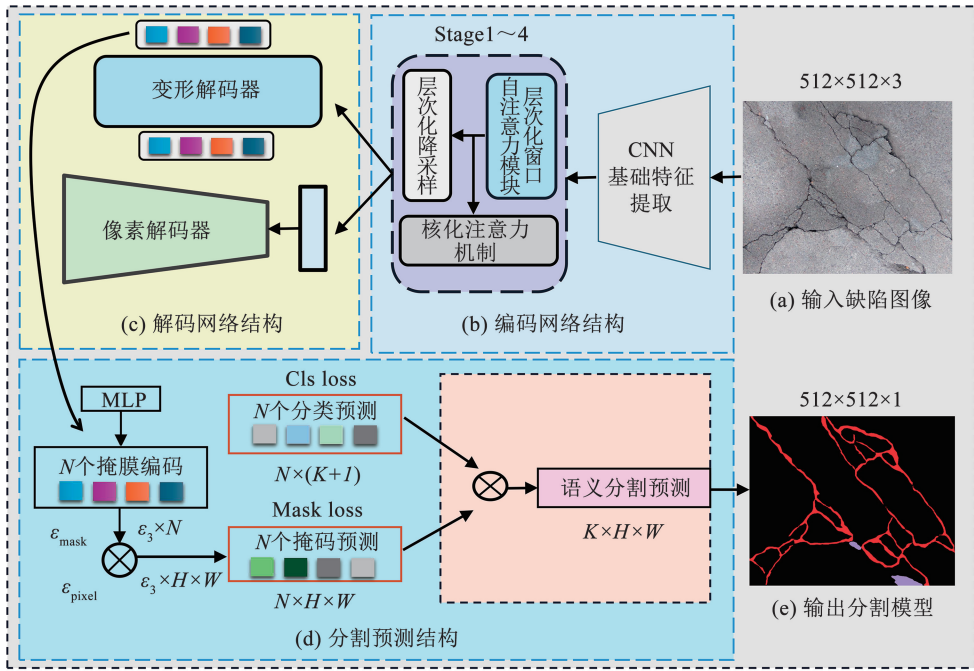 变形解码器
像素解码器
(c) 解码网络结构
Stage1～4
层次化降采样
层次化窗口
自注意力模块
核化注意力
机制
(b) 编码网络结构
CNN
基础特征
提取
512×512×3
(a) 输入缺陷图像
MLP
N个掩膜编码
ε₃×N
ε_mask
ε_pixel
ε₃×H×W
Cls loss
N个分类预测
N×(K+1)
Mask loss
N个掩码预测
N×H×W
语义分割预测
K×H×W
(d) 分割预测结构
512×512×1
(e) 输出分割模型